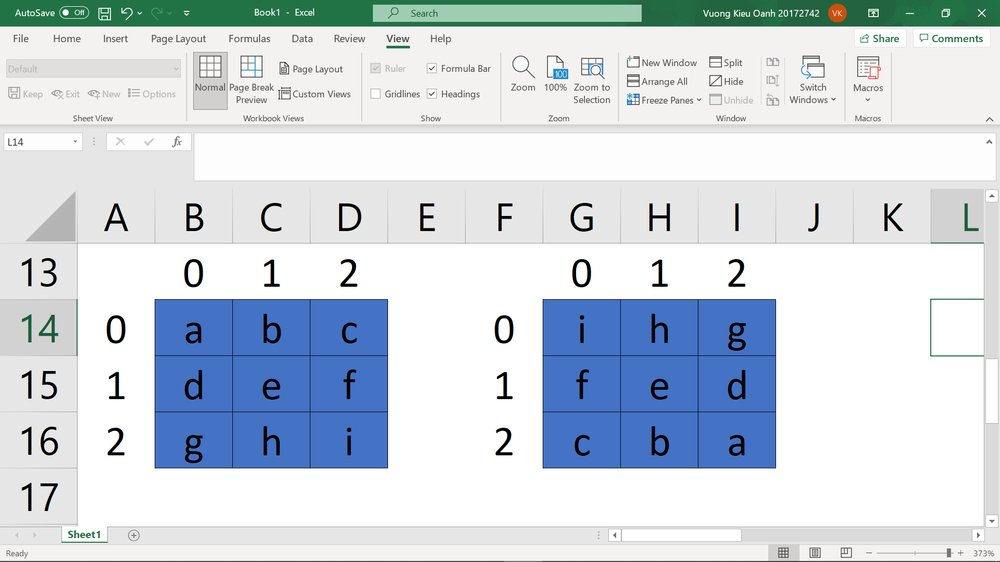 AutoSave Off Book1 - Excel Search Vuong Kieu Oanh 20172742 VK
File Home Insert Page Layout Formulas Data Review View Help Share Comments
Default
Keep Exit New Options
Sheet View
Normal
Page Break Preview
Page Layout
Custom Views
Workbook Views
Ruler Formula Bar
Gridlines Headings
Show
Zoom
100 100%
Zoom to Selection
Zoom
New Window
Arrange All
Freeze Panes
Split
Hide
Unhide
Switch Windows
Window
Macros
Macros
L14 fx
A B C D E F G H I J K L
13 0 1 2 0 1 2
14 0 a b c 0 i h g
15 1 d e f 1 f e d
16 2 g h i 2 c b a
17
Sheet1
Ready 373%